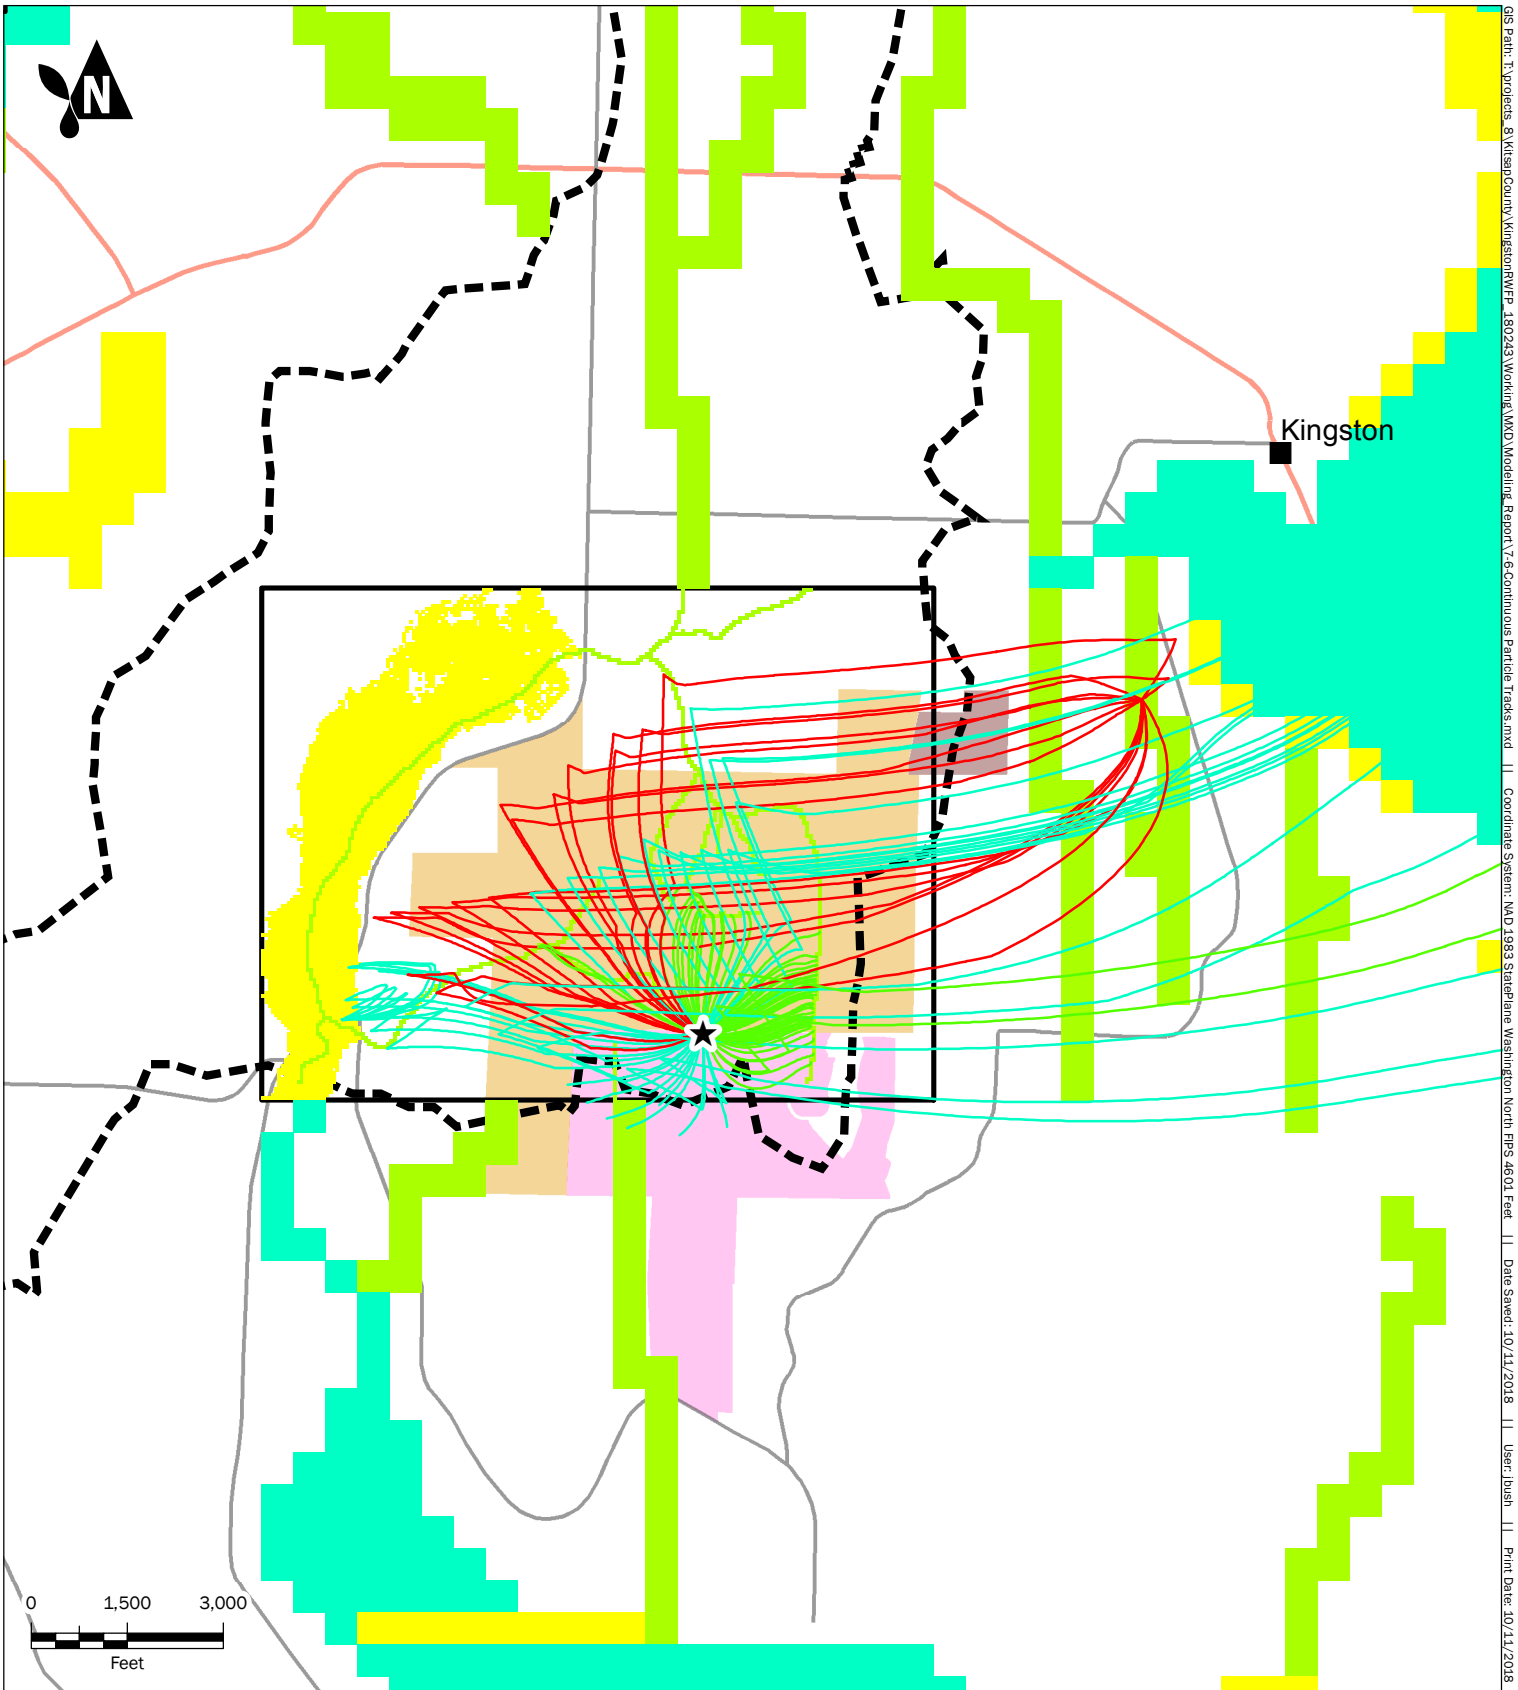 N
Kingston
0 1,500 3,000
Feet
GIS Path: T:\projects_8\KitsapCounty\KingstonRWFP_180243\Working\MXD\Modeling_Report\7-6-Continuous Particle Tracks.mxd || Coordinate System: NAD 1983 StatePlane Washington North FIPS 4601 Feet || Date Saved: 10/11/2018 || User: jbush || Print Date: 10/11/2018